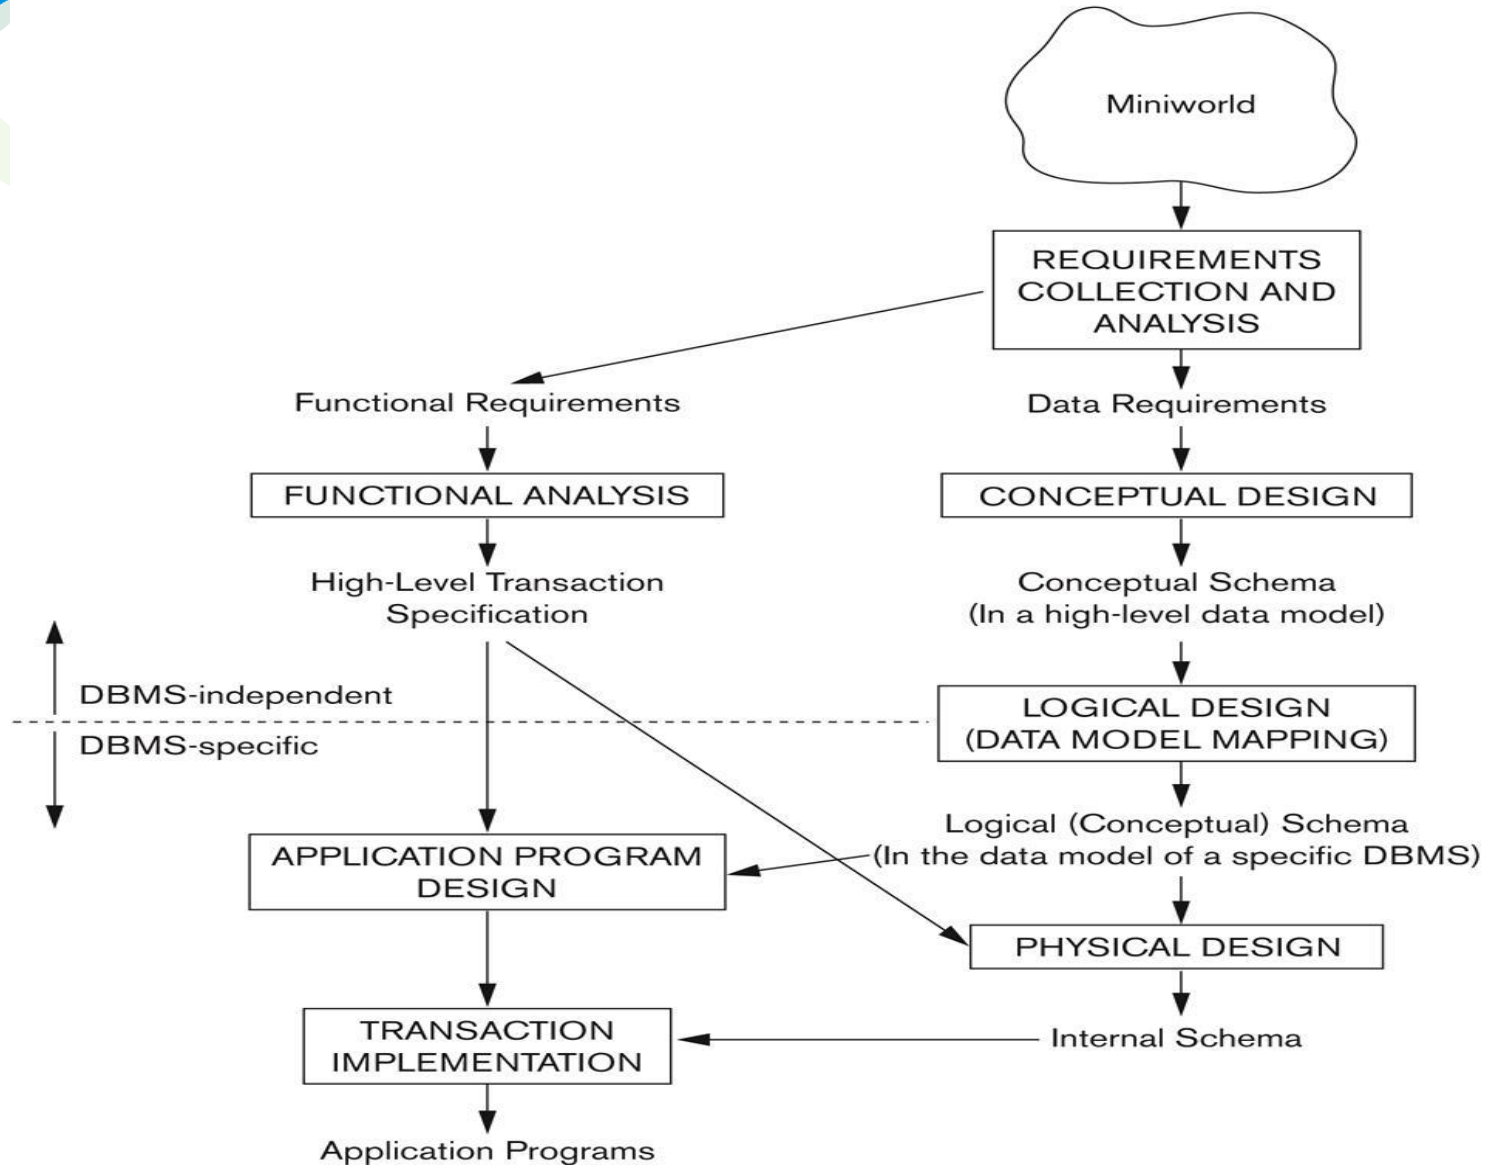 Miniworld
REQUIREMENTS
COLLECTION AND
ANALYSIS
Functional Requirements
Data Requirements
FUNCTIONAL ANALYSIS
CONCEPTUAL DESIGN
High-Level Transaction
Specification
Conceptual Schema
(In a high-level data model)
DBMS-independent
DBMS-specific
LOGICAL DESIGN
(DATA MODEL MAPPING)
Logical (Conceptual) Schema
(In the data model of a specific DBMS)
APPLICATION PROGRAM
DESIGN
PHYSICAL DESIGN
TRANSACTION
IMPLEMENTATION
Internal Schema
Application Programs